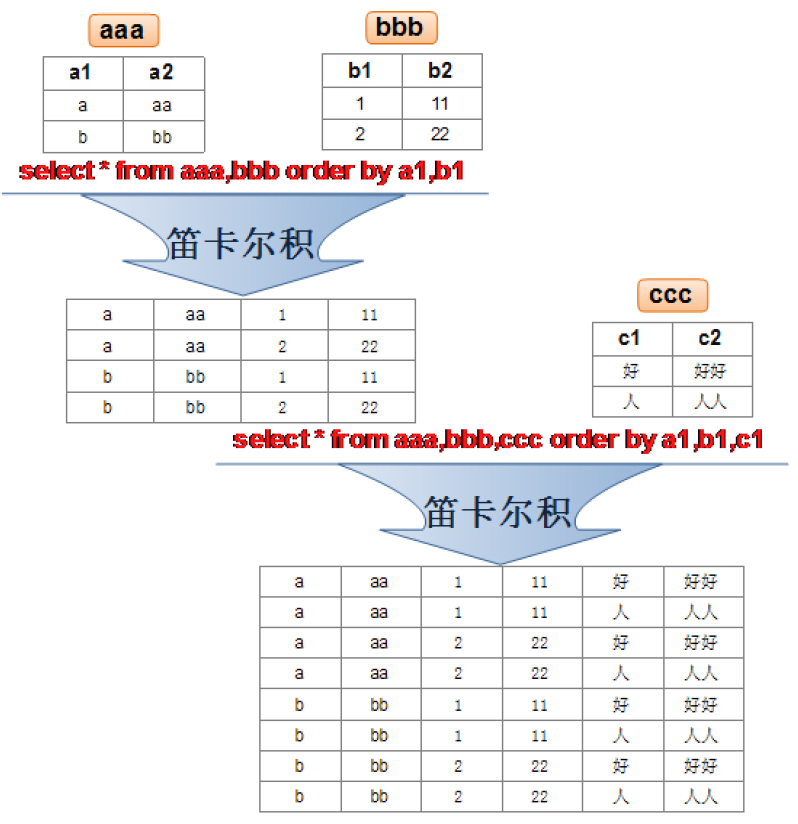 aaa
bbb
a1 a2
a aa
b bb
b1 b2
1 11
2 22
select * from aaa,bbb order by a1,b1
笛卡尔积
a aa 1 11
a aa 2 22
b bb 1 11
b bb 2 22
ccc
c1 c2
好 好好
人 人人
select * from aaa,bbb,ccc order by a1,b1,c1
笛卡尔积
a aa 1 11 好 好好
a aa 1 11 人 人人
a aa 2 22 好 好好
a aa 2 22 人 人人
b bb 1 11 好 好好
b bb 1 11 人 人人
b bb 2 22 好 好好
b bb 2 22 人 人人